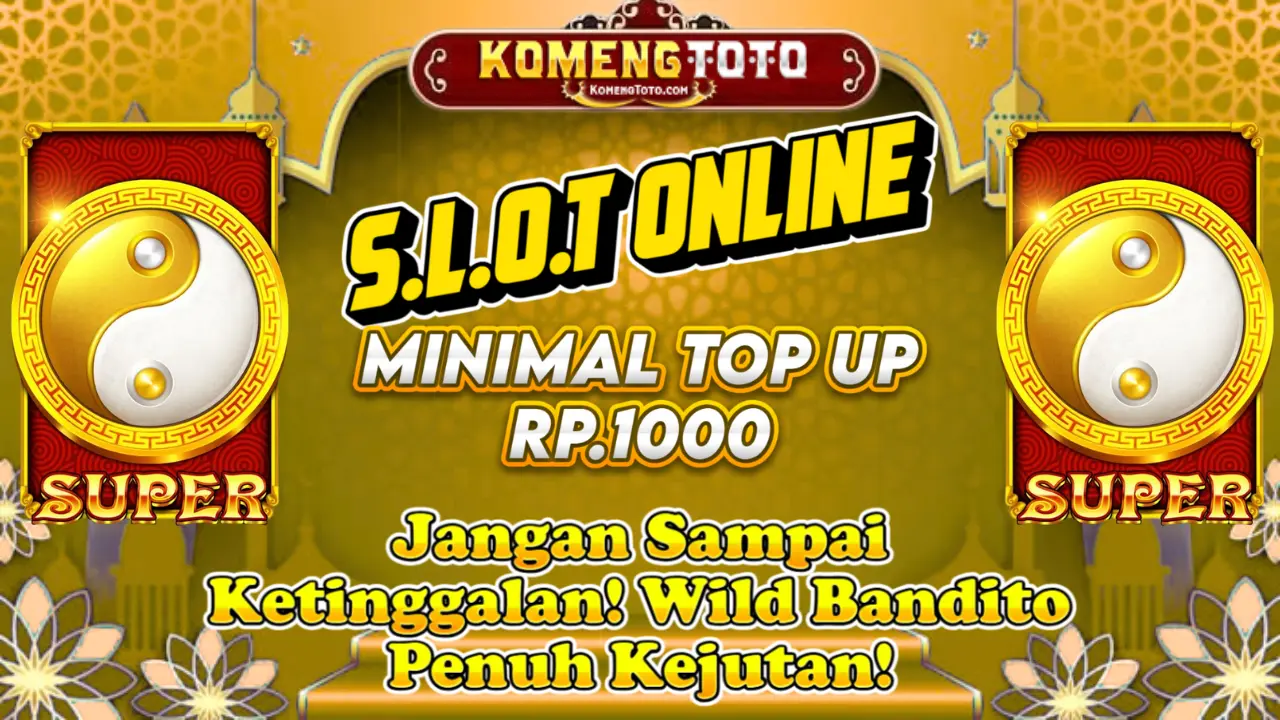 KOMENGTOTO
KOMENGTOTO.COM
S.L.O.T ONLINE
MINIMAL TOP UP
RP.1000
SUPER
SUPER
Jangan Sampai
Ketinggalan! Wild Bandito
Penuh Kejutan!